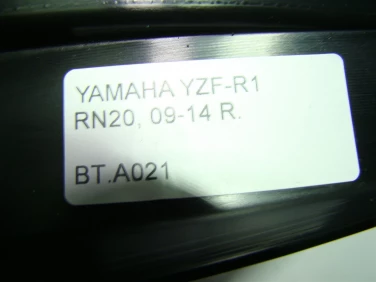 YAMAHA YZF-R1
RN20, 09-14 R.
BT.A021